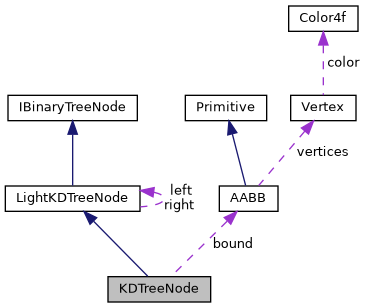 Color4f
color
IBinaryTreeNode
Primitive
Vertex
vertices
left
right
LightKDTreeNode
AABB
bound
KDTreeNode